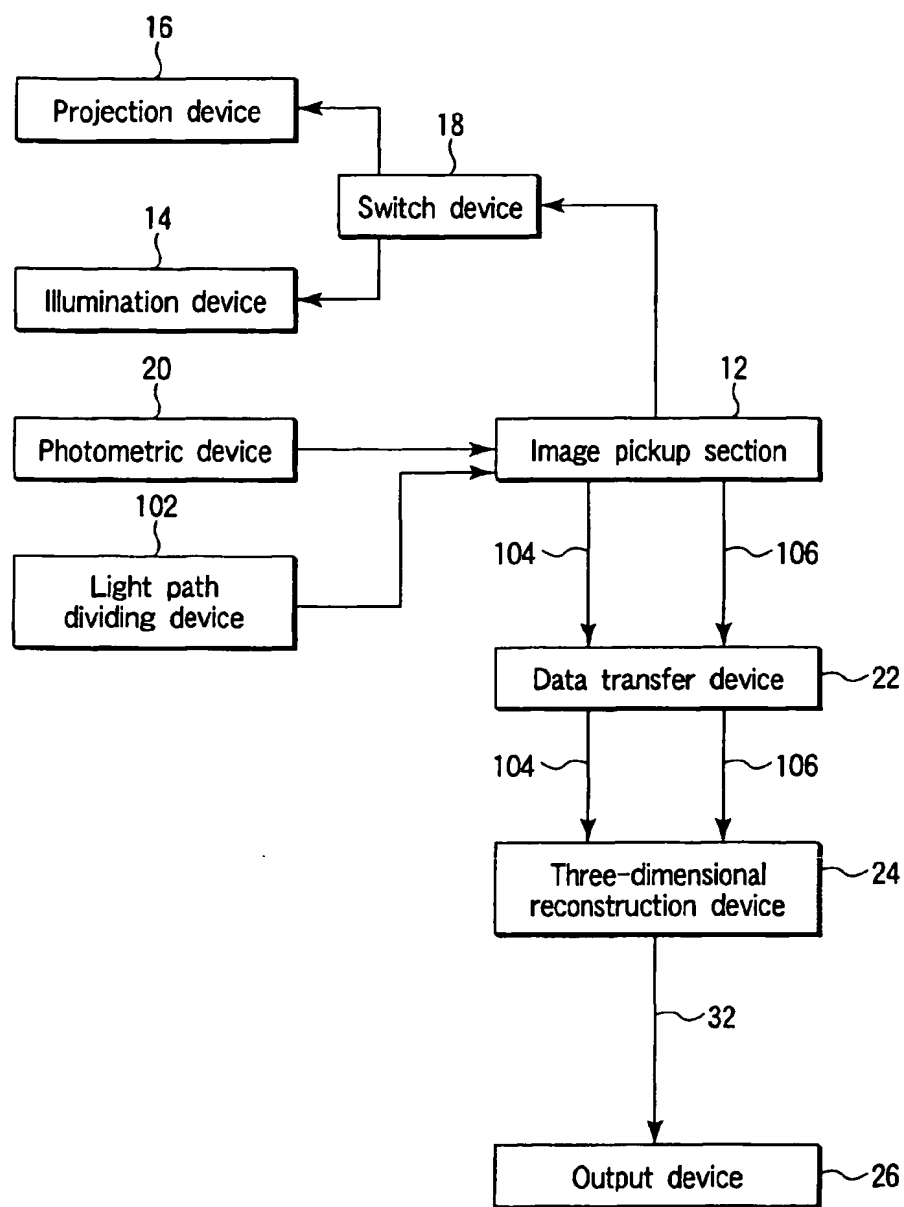 16
Projection device
18
Switch device
14
Illumination device
20
Photometric device
12
Image pickup section
102
Light path
dividing device
104
106
Data transfer device
22
104
106
Three-dimensional
reconstruction device
24
32
Output device
26